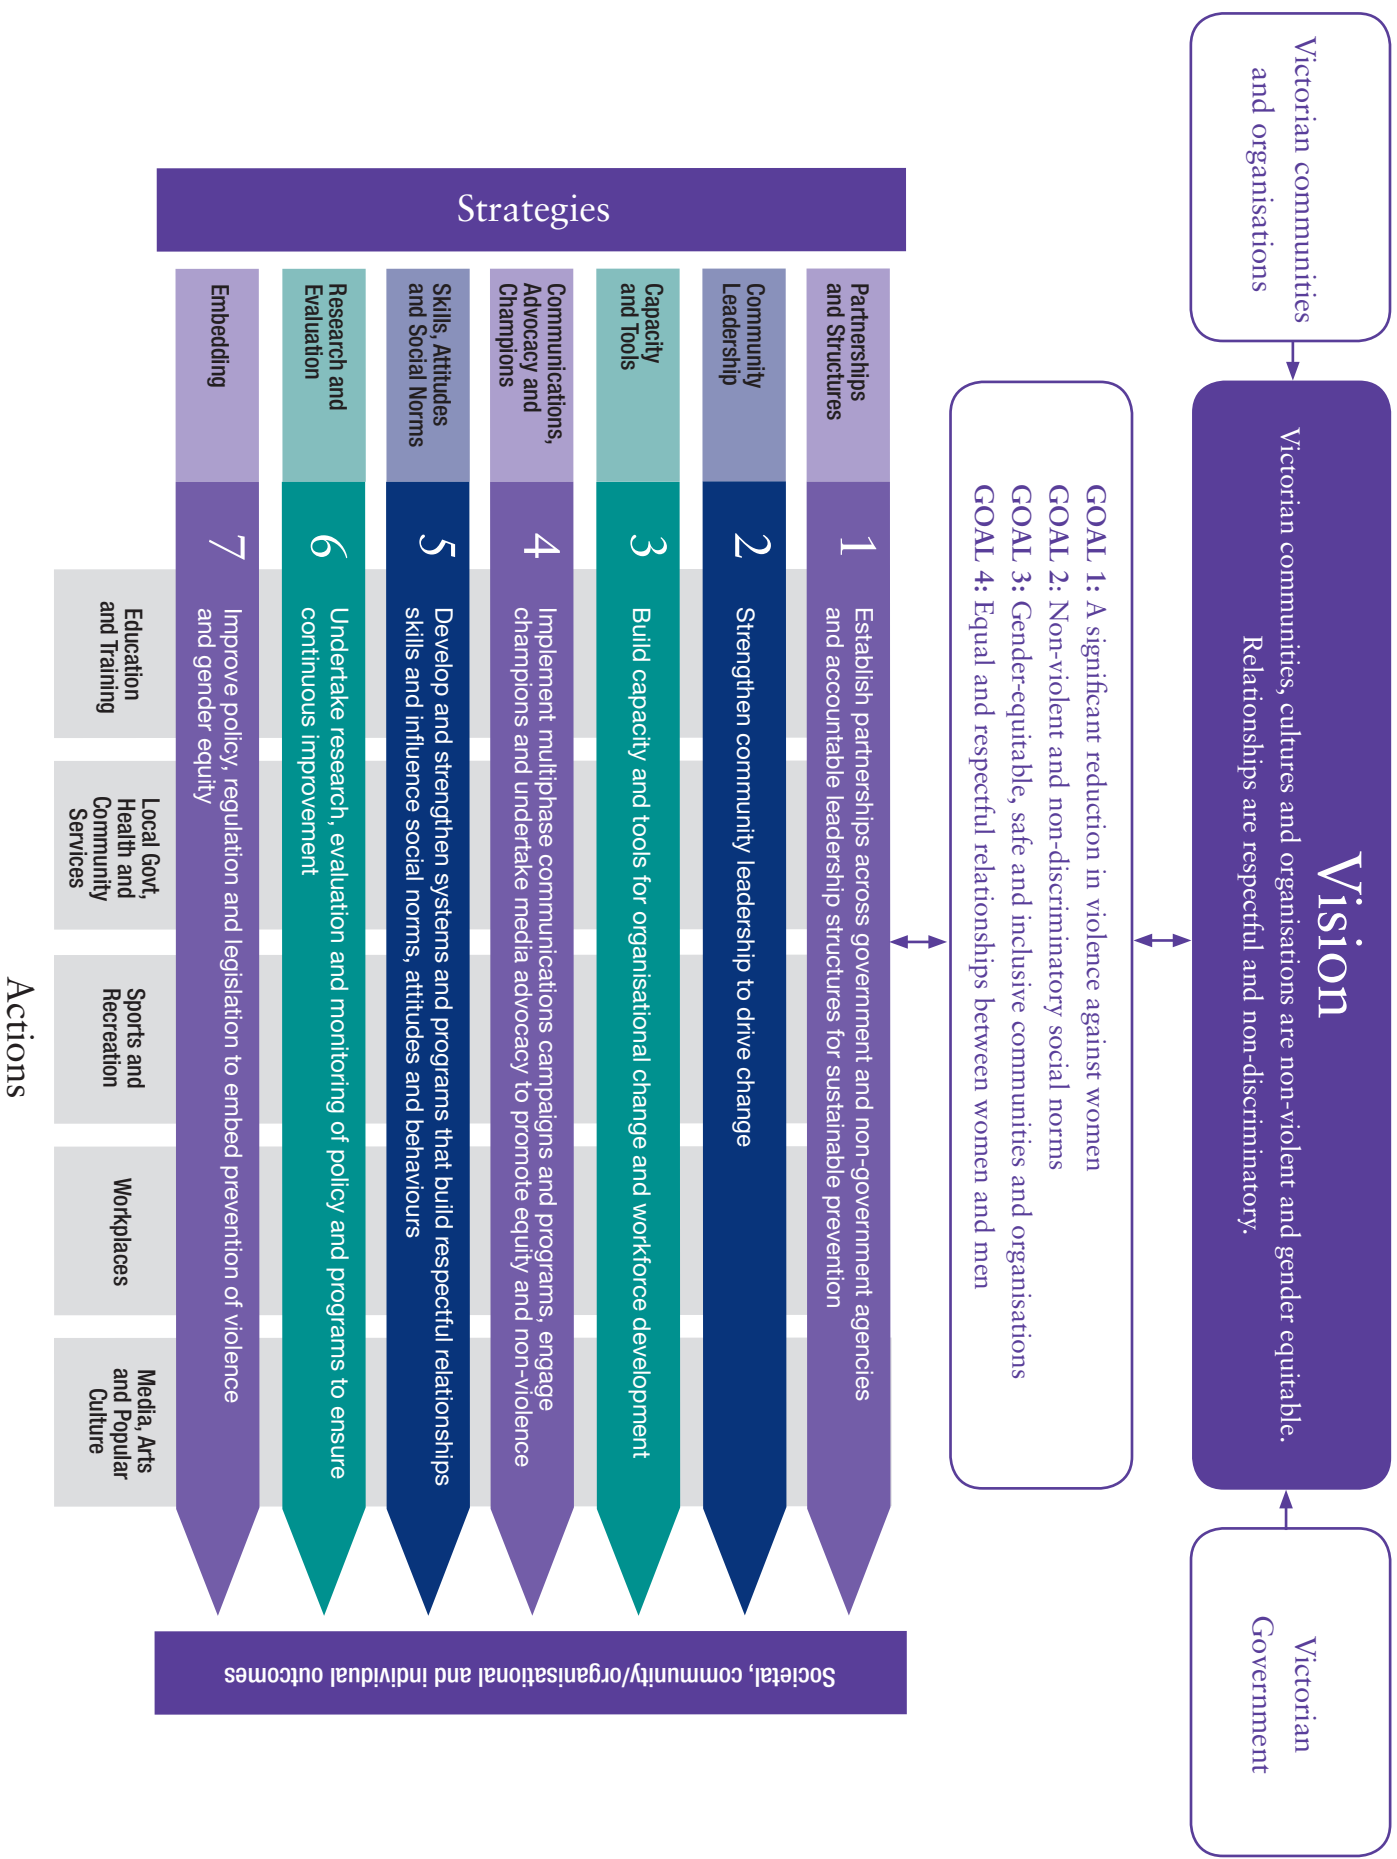 Victorian communities
and organisations
Vision
Victorian communities, cultures and organisations are non-violent and gender equitable.
Relationships are respectful and non-discriminatory.
Victorian
Government
GOAL 1: A significant reduction in violence against women
GOAL 2: Non-violent and non-discriminatory social norms
GOAL 3: Gender-equitable, safe and inclusive communities and organisations
GOAL 4: Equal and respectful relationships between women and men
Strategies
Partnerships
and Structures
1
Establish partnerships across government and non-government agencies
and accountable leadership structures for sustainable prevention
Community
Leadership
2
Strengthen community leadership to drive change
Capacity
and Tools
3
Build capacity and tools for organisational change and workforce development
Communications,
Advocacy and
Champions
4
Implement multiphase communications campaigns and programs, engage
champions and undertake media advocacy to promote equity and non-violence
Skills, Attitudes
and Social Norms
5
Develop and strengthen systems and programs that build respectful relationships
skills and influence social norms, attitudes and behaviours
Research and
Evaluation
6
Undertake research, evaluation and monitoring of policy and programs to ensure
continuous improvement
Embedding
7
Improve policy, regulation and legislation to embed prevention of violence
and gender equity
Societal, community/organisational and individual outcomes
Education
and Training
Local Govt,
Health and
Community
Services
Sports and
Recreation
Workplaces
Media, Arts
and Popular
Culture
Actions